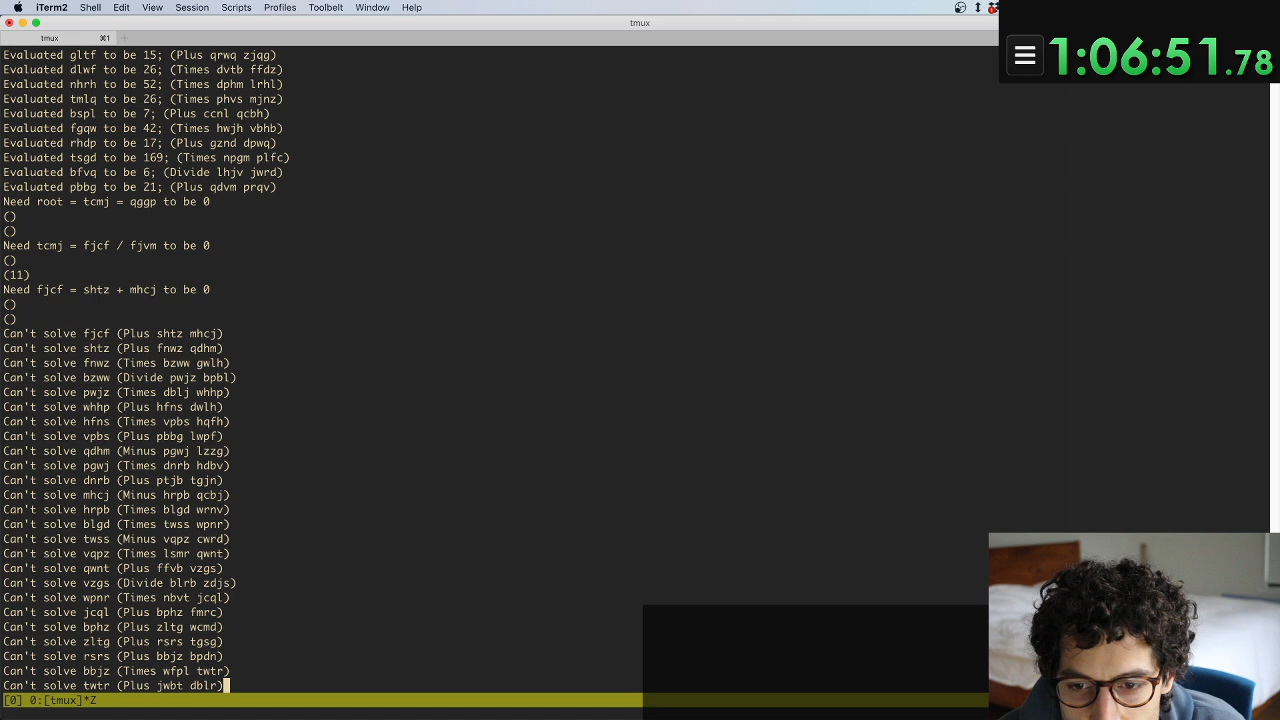 iTerm2 Shell Edit View Session Scripts Profiles Toolbelt Window Help
tmux
tmux ⌘1 +
1:06:51.78
Evaluated gltf to be 15; (Plus qrwq zjqg)
Evaluated dlwf to be 26; (Times dvtb ffdz)
Evaluated nhrh to be 52; (Times dphm lrhl)
Evaluated tmlq to be 26; (Times phvs mjnz)
Evaluated bspl to be 7; (Plus ccnl qcbh)
Evaluated fgqw to be 42; (Times hwjh vbhb)
Evaluated rhdp to be 17; (Plus gznd dpwq)
Evaluated tsgd to be 169; (Times npgm plfc)
Evaluated bfvq to be 6; (Divide lhjv jwrd)
Evaluated pbbg to be 21; (Plus qdvm prqv)
Need root = tcmj = qggp to be 0
()
()
Need tcmj = fjcf / fjvm to be 0
()
(11)
Need fjcf = shtz + mhcj to be 0
()
()
Can't solve fjcf (Plus shtz mhcj)
Can't solve shtz (Plus fnwz qdhm)
Can't solve fnwz (Times bzww gwlh)
Can't solve bzww (Divide pwjz bpbl)
Can't solve pwjz (Times dblj whhp)
Can't solve whhp (Plus hfns dwlh)
Can't solve hfns (Times vpbs hqfh)
Can't solve vpbs (Plus pbbg lwpf)
Can't solve qdhm (Minus pgwj lzzg)
Can't solve pgwj (Times dnrb hdbv)
Can't solve dnrb (Plus ptjb tgjn)
Can't solve mhcj (Minus hrpb qcbj)
Can't solve hrpb (Times blgd wrnv)
Can't solve blgd (Times twss wpnr)
Can't solve twss (Minus vqpz cwrd)
Can't solve vqpz (Times lsmr qwnt)
Can't solve qwnt (Plus ffvb vzgs)
Can't solve vzgs (Divide blrb zdjs)
Can't solve wpnr (Times nbvt jcql)
Can't solve jcql (Plus bphz fmrc)
Can't solve bphz (Plus zltg wcmd)
Can't solve zltg (Plus rsrs tgsg)
Can't solve rsrs (Plus bbjz bpdn)
Can't solve bbjz (Times wfpl twtr)
Can't solve twtr (Plus jwbt dblr)
[0] 0:[tmux]*Z